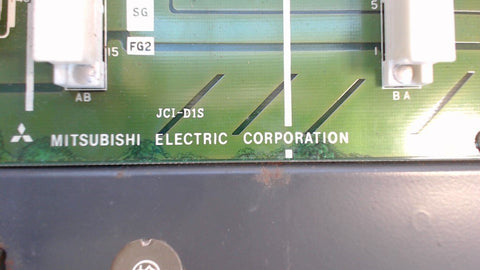 SG
5
15
FG2
1
AB
BA
JCI-D1S
MITSUBISHI ELECTRIC CORPORATION